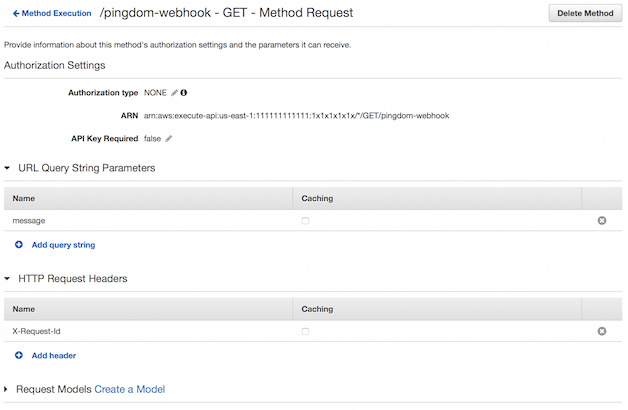 Method Execution /pingdom-webhook - GET - Method Request Delete Method
Provide information about this method's authorization settings and the parameters it can receive.
Authorization Settings
Authorization type NONE
ARN arn:aws:execute-api:us-east-1:111111111111:1x1x1x1x1x/*/GET/pingdom-webhook
API Key Required false
URL Query String Parameters
Name Caching
message
Add query string
HTTP Request Headers
Name Caching
X-Request-Id
Add header
Request Models Create a Model